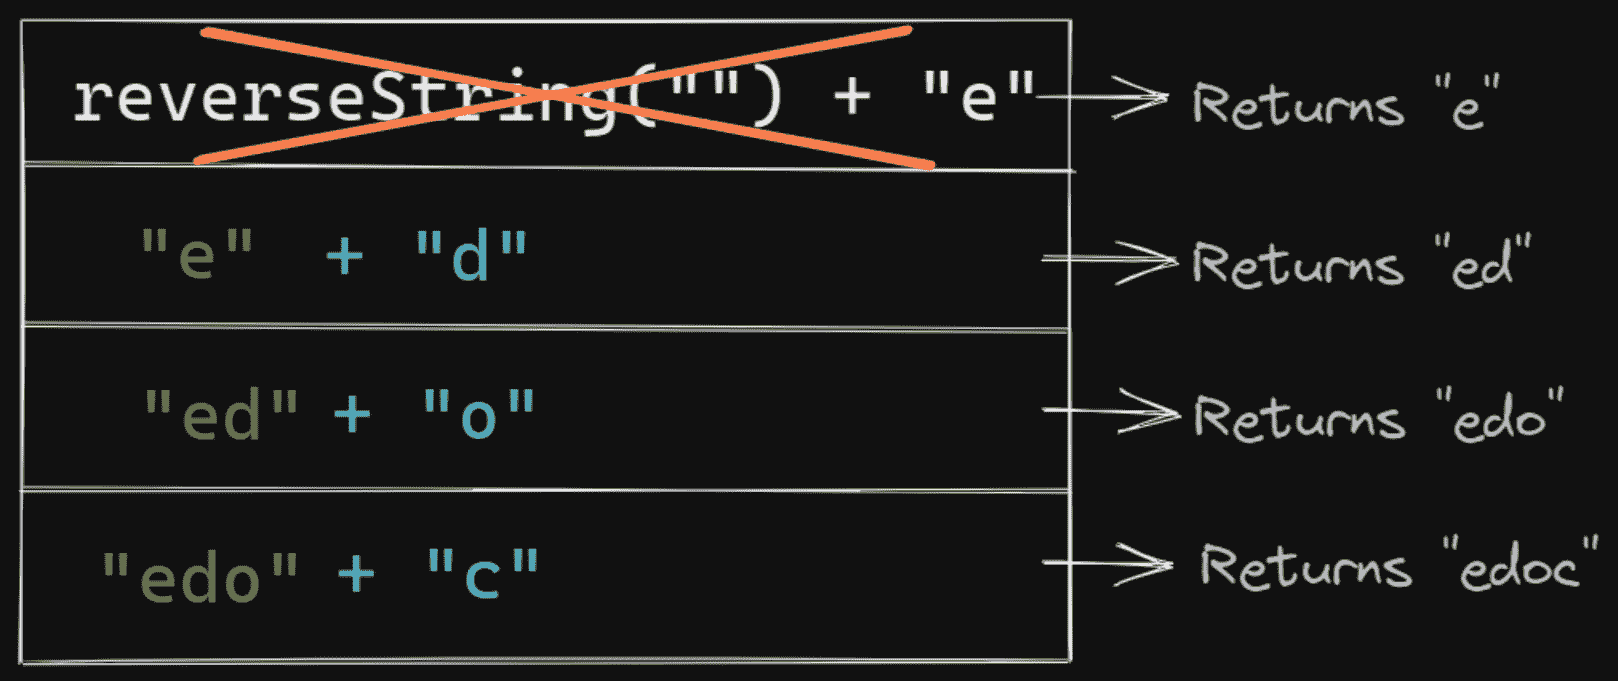 reverseString("") + "e" Returns "e"
"e" + "d" Returns "ed"
"ed" + "o" Returns "edo"
"edo" + "c" Returns "edoc"